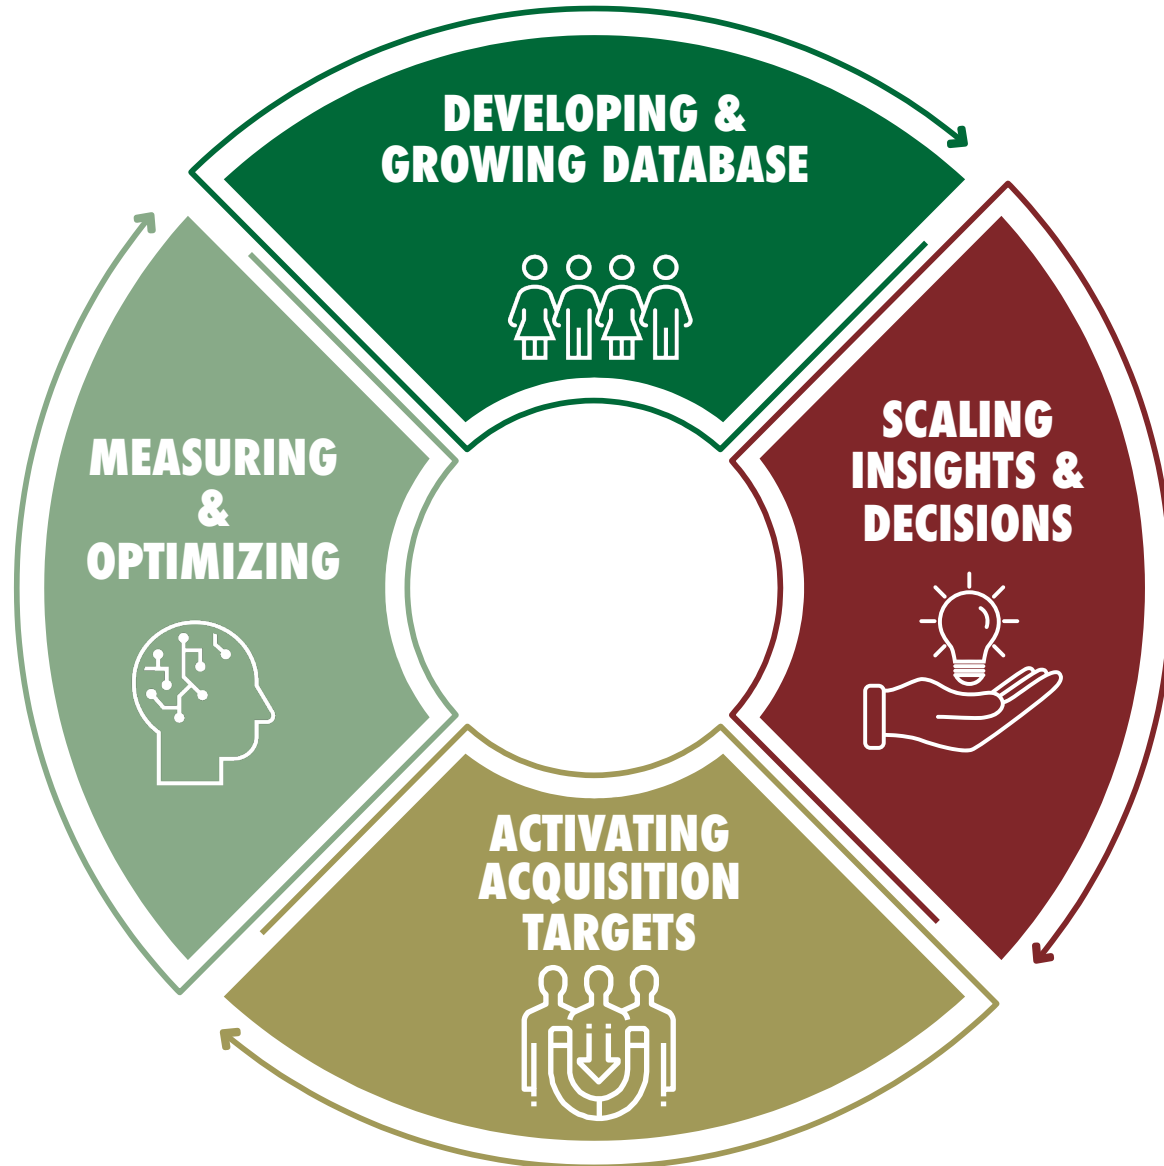 DEVELOPING &
GROWING DATABASE
SCALING
INSIGHTS &
DECISIONS
ACTIVATING
ACQUISITION
TARGETS
MEASURING
&
OPTIMIZING